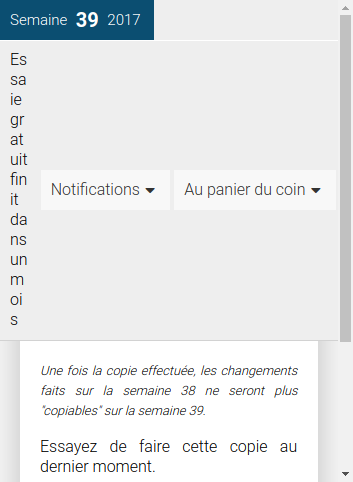 Semaine 39 2017
Es
sa
ie
gr
at
uit
fin
it
da
ns
un
m
oi
s
Notifications
Au panier du coin
Une fois la copie effectuée, les changements
faits sur la semaine 38 ne seront plus
"copiables" sur la semaine 39.
Essayez de faire cette copie au
dernier moment.